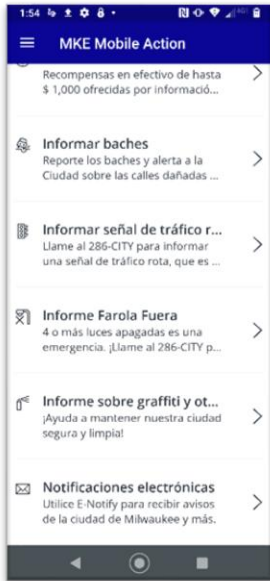 1:54
MKE Mobile Action
Recompensas en efectivo de hasta
$ 1,000 ofrecidas por informació...
Informar baches
Reporte los baches y alerta a la
Ciudad sobre las calles dañadas ...
Informar señal de tráfico r...
Llame al 286-CITY para informar
una señal de tráfico rota, que es ...
Informe Farola Fuera
4 o más luces apagadas es una
emergencia. ¡Llame al 286-CITY p...
Informe sobre graffiti y ot...
¡Ayuda a mantener nuestra ciudad
segura y limpia!
Notificaciones electrónicas
Utilice E-Notify para recibir avisos
de la ciudad de Milwaukee y más.